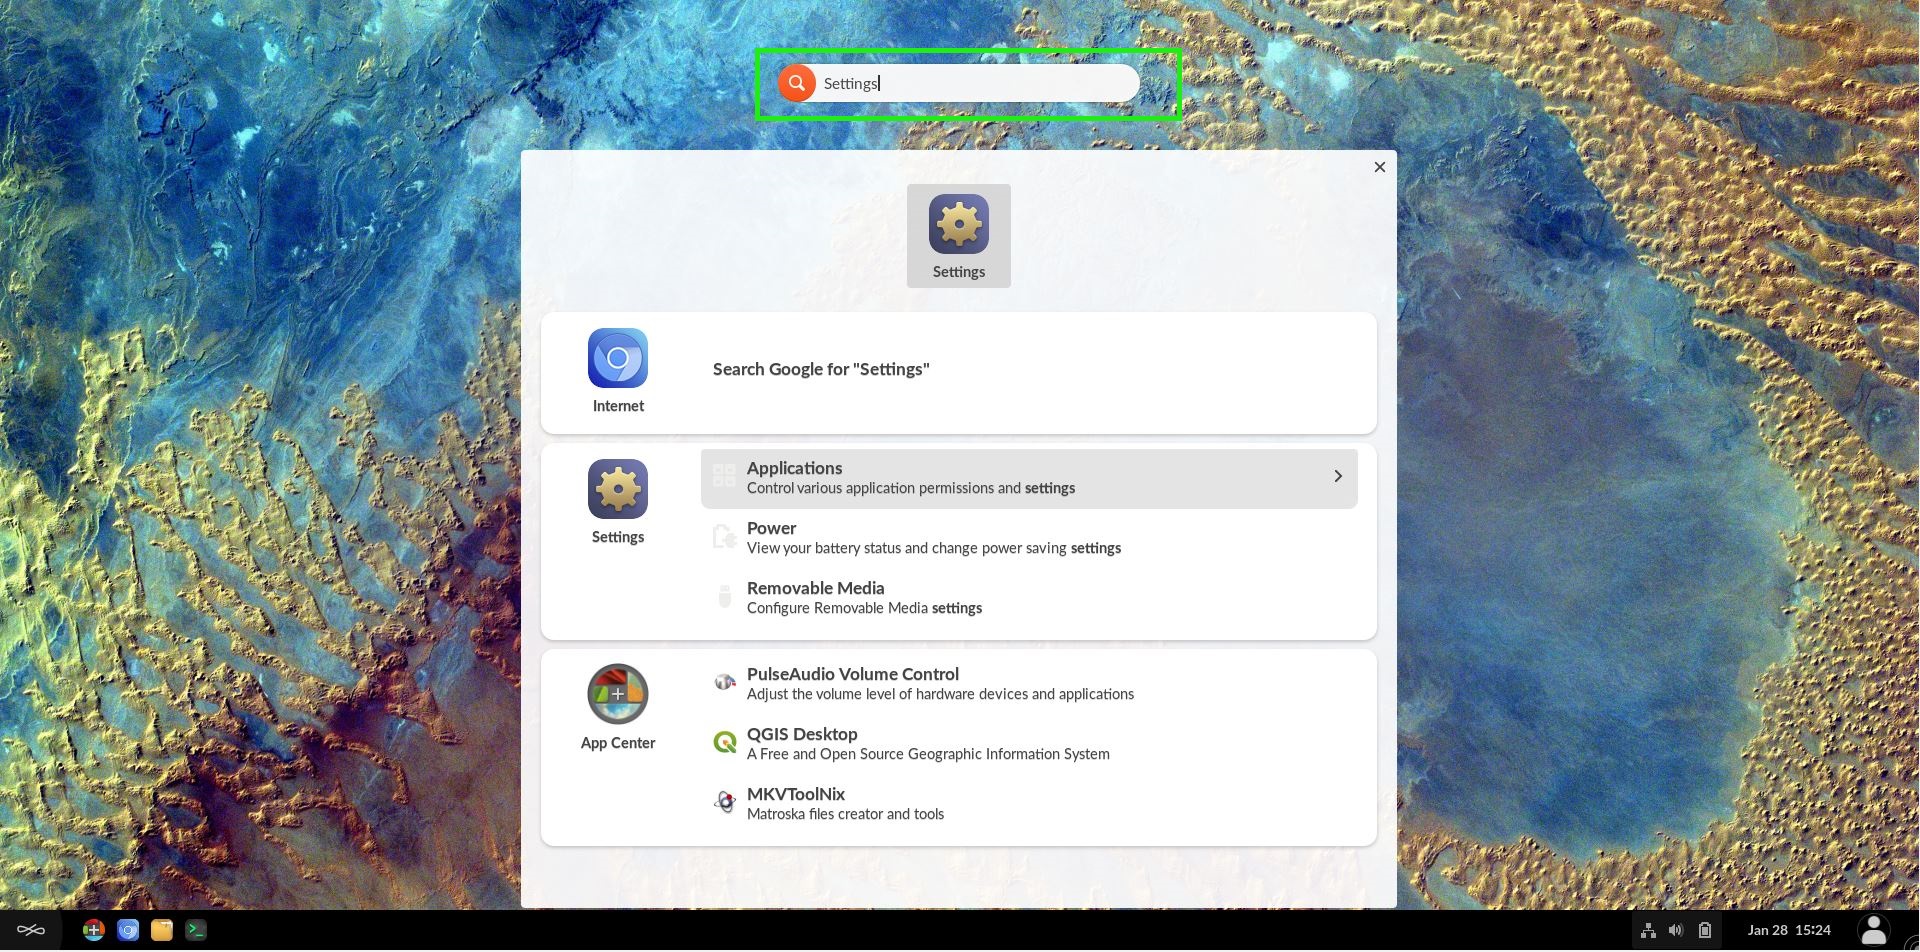 Settings
Settings
Internet
Search Google for "Settings"
Settings
Applications
Control various application permissions and settings
Power
View your battery status and change power saving settings
Removable Media
Configure Removable Media settings
App Center
PulseAudio Volume Control
Adjust the volume level of hardware devices and applications
QGIS Desktop
A Free and Open Source Geographic Information System
MKVToolNix
Matroska files creator and tools
Jan 28 15:24